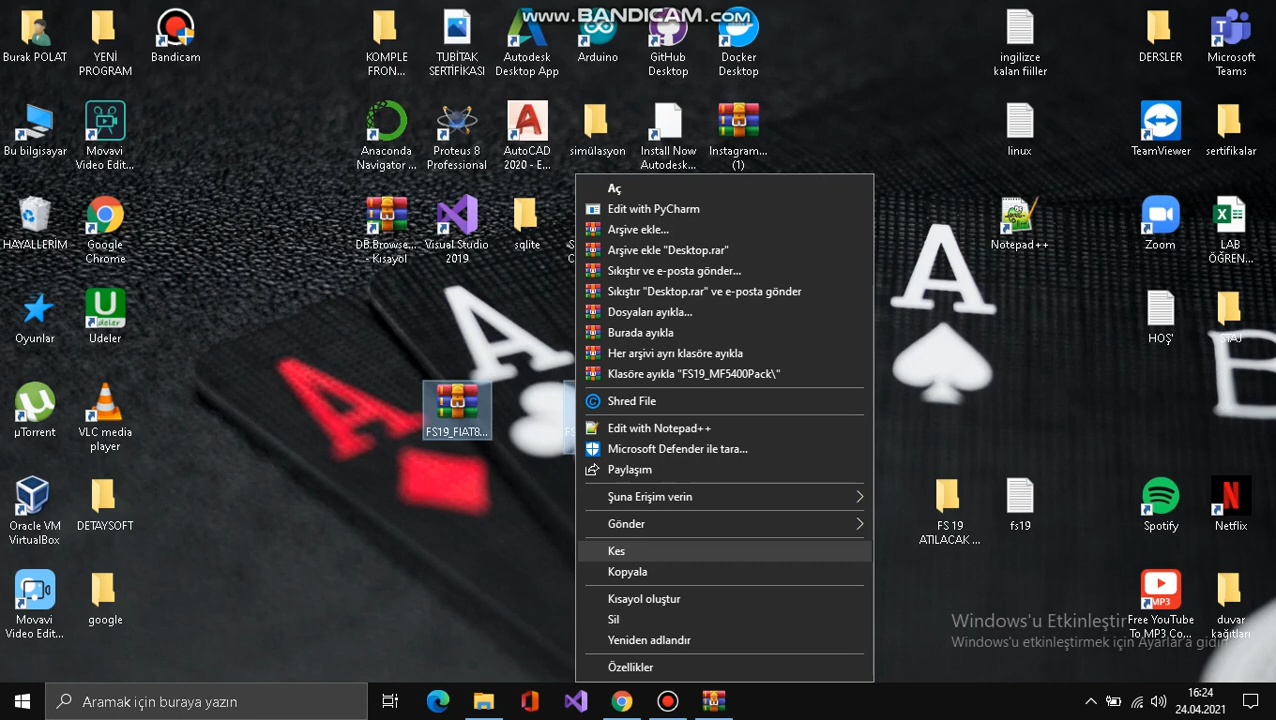 www.BANDICAM.co
Burak POLAT
YENİ
PROGRA...
Bandicam
KOMPLE
FRON...
TUBITAK
SERTİFİKOS
Autodesk
Desktop App
Arduino
GitHub
Desktop
Docker
Desktop
ingilizce
kalan fiiller
DERSLER
Microsoft
Teams
Bu Bilgisayar
Movavi
Video Edit...
Anaconda
Navigator ...
Proteus 8
Professional
AutoCAD
2020 - E...
simülasyon
Install Now
Autodesk...
Instagram...
(1)
linux
TeamViewer
sertifikalar
HAYALLERİM
Google
Chrome
DB Browse...
- Kısayol
Visual Studio
2019
sqlite
Notepad++
Zoom
LAB
ÖĞREN...
Oyunlar
Udeler
HOŞ
STAJ
µTorrent
VLC media
player
FS19_FIAT8...
Oracle VM
VirtualBox
DETAYSOFT
FS 19
ATILACAK ...
fs19
Spotify
Netflix
Movavi
Video Edit...
google
Free YouTube
To MP3 Co...
duvar
kağıtları
Aç
Edit with PyCharm
Arşive ekle...
Arşive ekle "Desktop.rar"
Sıkıştır ve e-posta gönder...
Sıkıştır "Desktop.rar" ve e-posta gönder
Dosyaları ayıkla...
Burada ayıkla
Her arşivi ayrı klasöre ayıkla
Klasöre ayıkla "FS19_MF5400Pack\"
Shred File
Edit with Notepad++
Microsoft Defender ile tara...
Paylaşım
Şuna Erişim verin
Gönder
Kes
Kopyala
Kısayol oluştur
Sil
Yeniden adlandır
Özellikler
Windows'u Etkinleştir
Windows'u etkinleştirmek için Ayarlar'a gidin.
Aramak için buraya yazın
16:24
24.04.2021